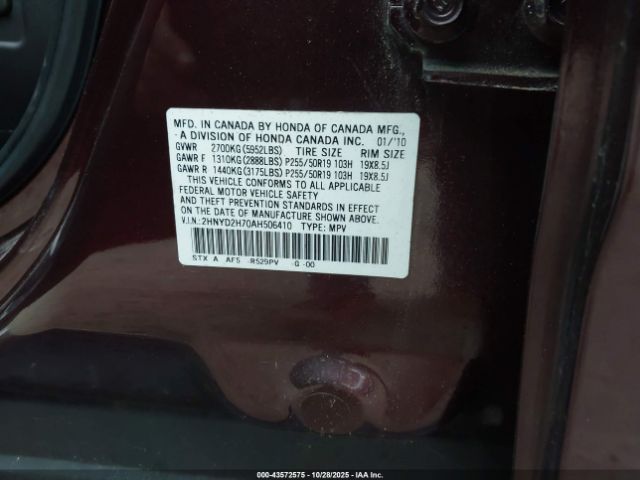 MFD. IN CANADA BY HONDA OF CANADA MFG.,
A DIVISION OF HONDA CANADA INC. 01/'10
GVWR 2700KG(5952LBS) TIRE SIZE RIM SIZE
GAWR F 1310KG(2888LBS) P255/50R19 103H 19X8.5J
GAWR R 1440KG(3175LBS) P255/50R19 103H 19X8.5J
THIS VEHICLE CONFORMS TO ALL APPLICABLE
FEDERAL MOTOR VEHICLE SAFETY, BUMPER,
AND THEFT PREVENTION STANDARDS IN EFFECT ON
THE DATE OF MANUFACTURE SHOWN ABOVE.
V.I.N.:2HNYD2H70AH506410 TYPE: MPV
STX A AF5 R529PV -G -00
000-43572575 - 10/28/2025 - Copyright IAA, Inc.